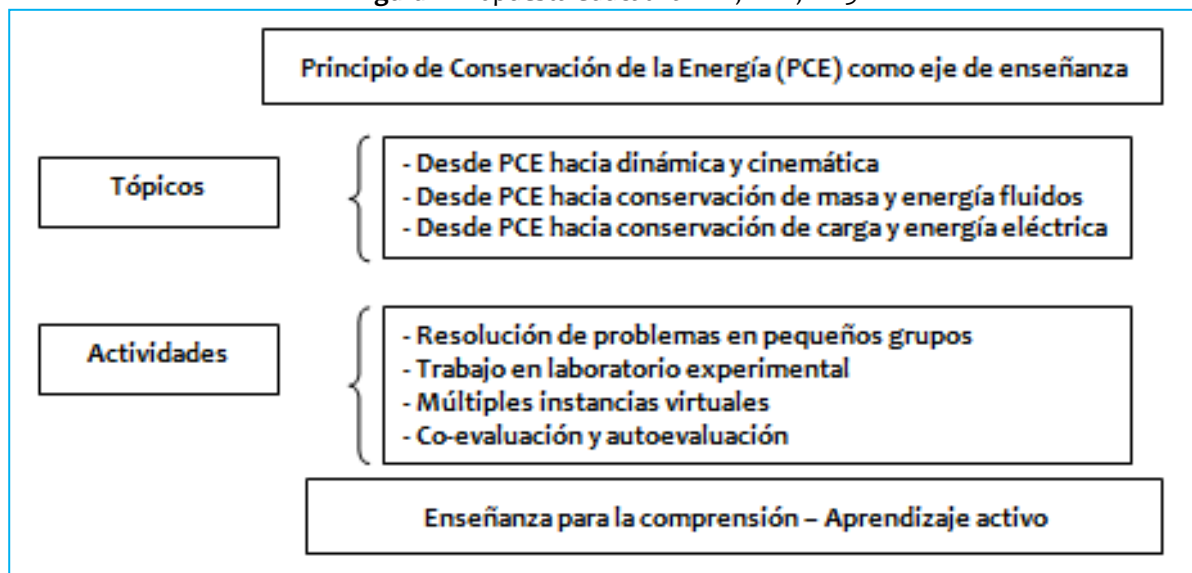 Principio de Conservación de la Energía (PCE) como eje de enseñanza
Tópicos
- Desde PCE hacia dinámica y cinemática
- Desde PCE hacia conservación de masa y energía fluidos
- Desde PCE hacia conservación de carga y energía eléctrica
Actividades
- Resolución de problemas en pequeños grupos
- Trabajo en laboratorio experimental
- Múltiples instancias virtuales
- Co-evaluación y autoevaluación
Enseñanza para la comprensión – Aprendizaje activo